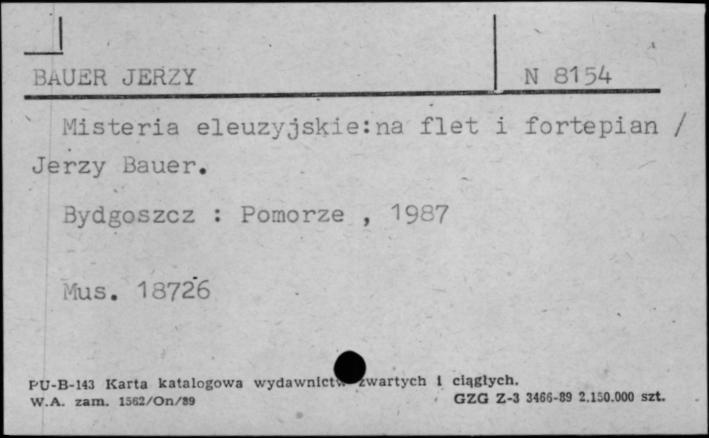 BAUER JERZY
N 8154
Misteria eleuzyjskie:na flet i fortepian /
Jerzy Bauer.
Bydgoszcz : Pomorze , 1987
Mus. 18726
PU-B-143 Karta katalogowa wydawnictw zwartych i ciągłych.
W.A. zam. 1562/On/89
GZG Z-3 3466-89 2.150.000 szt.